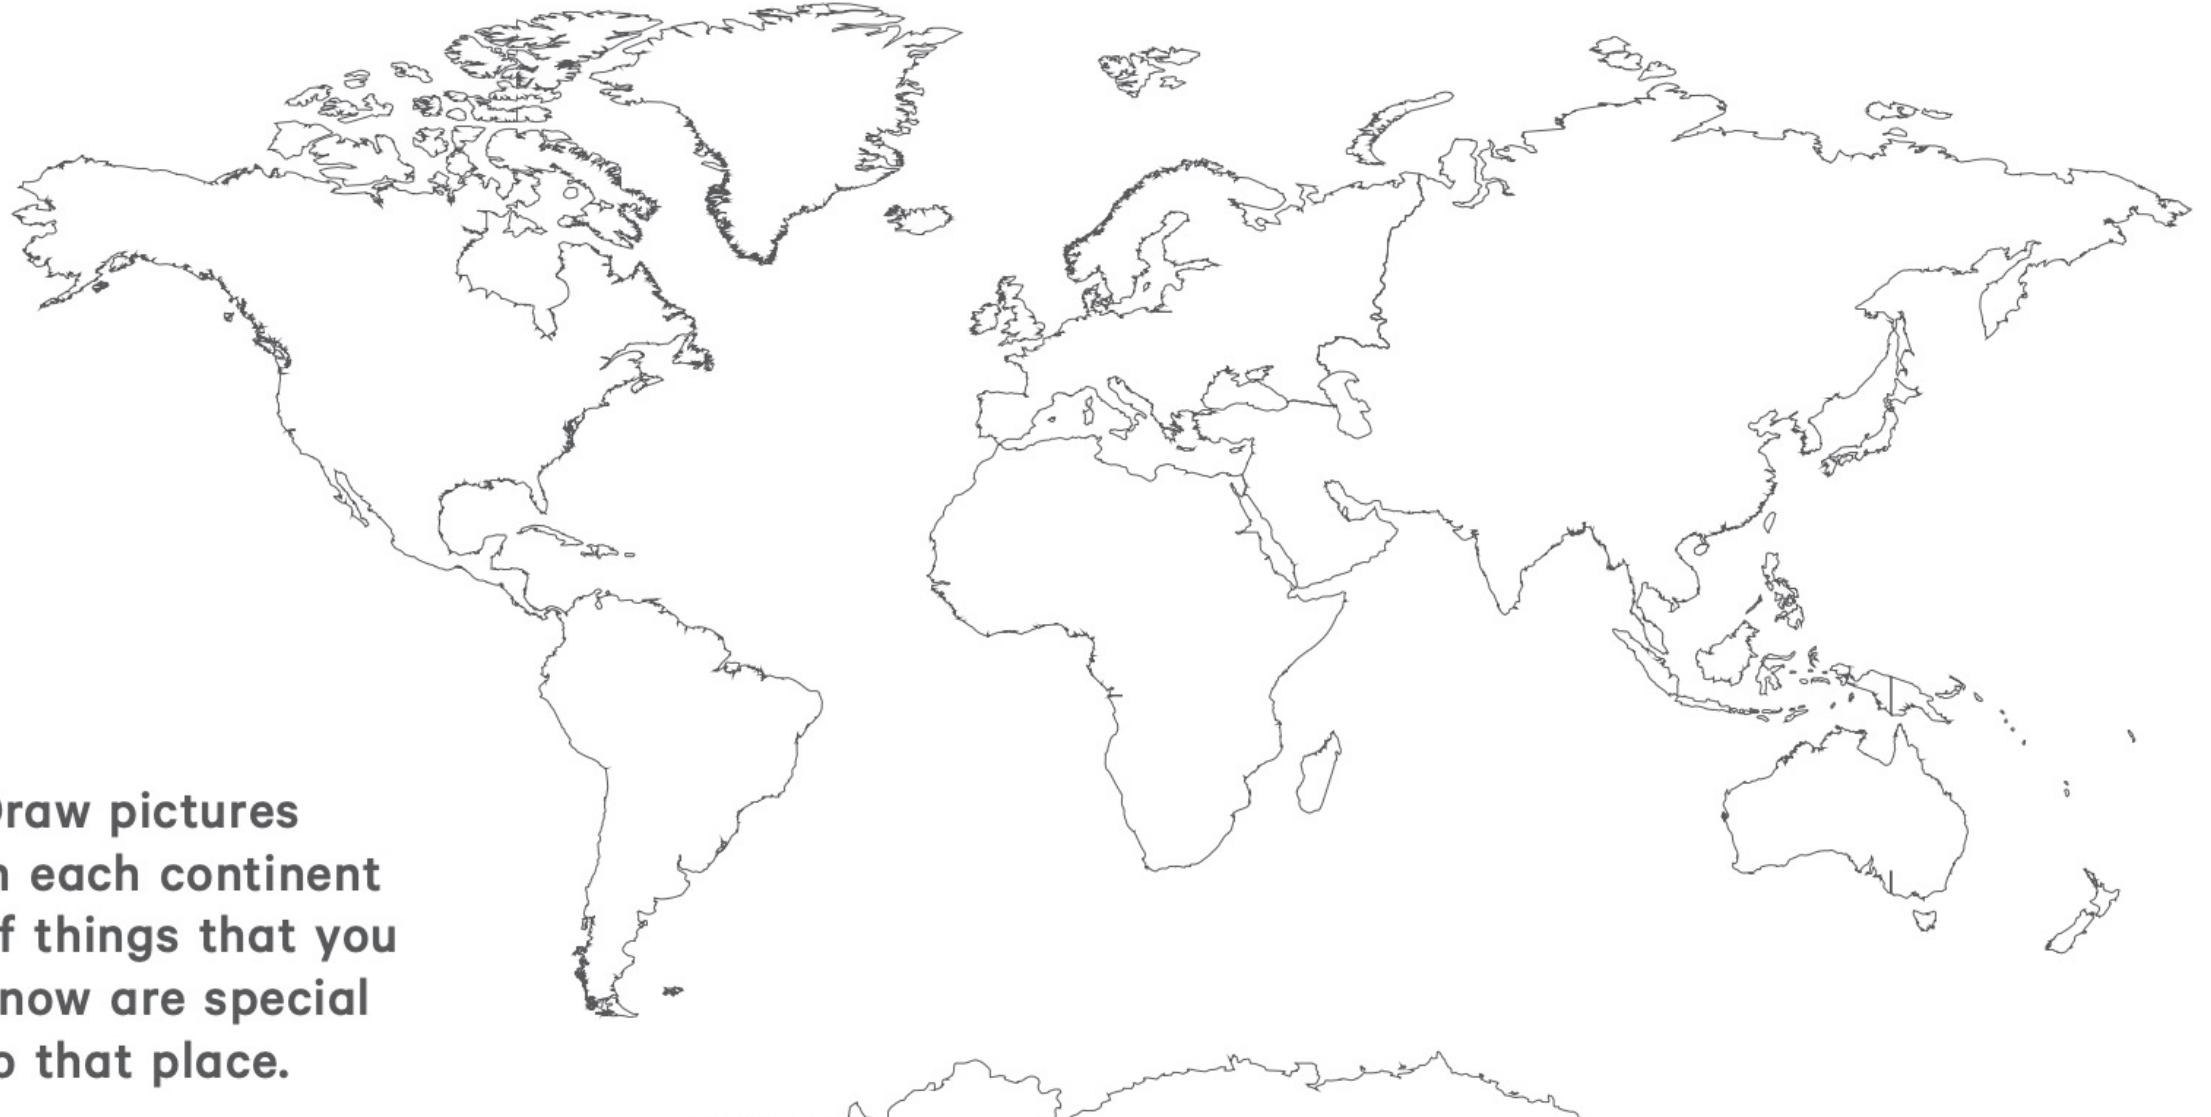 Draw pictures
n each continent
f things that you
now are special
o that place.